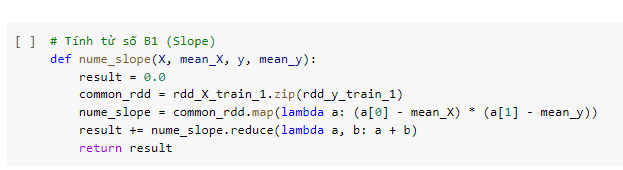 [ ] # Tính tử số B1 (Slope)
def nume_slope(X, mean_X, y, mean_y):
    result = 0.0
    common_rdd = rdd_X_train_1.zip(rdd_y_train_1)
    nume_slope = common_rdd.map(lambda a: (a[0] - mean_X) * (a[1] - mean_y))
    result += nume_slope.reduce(lambda a, b: a + b)
    return result